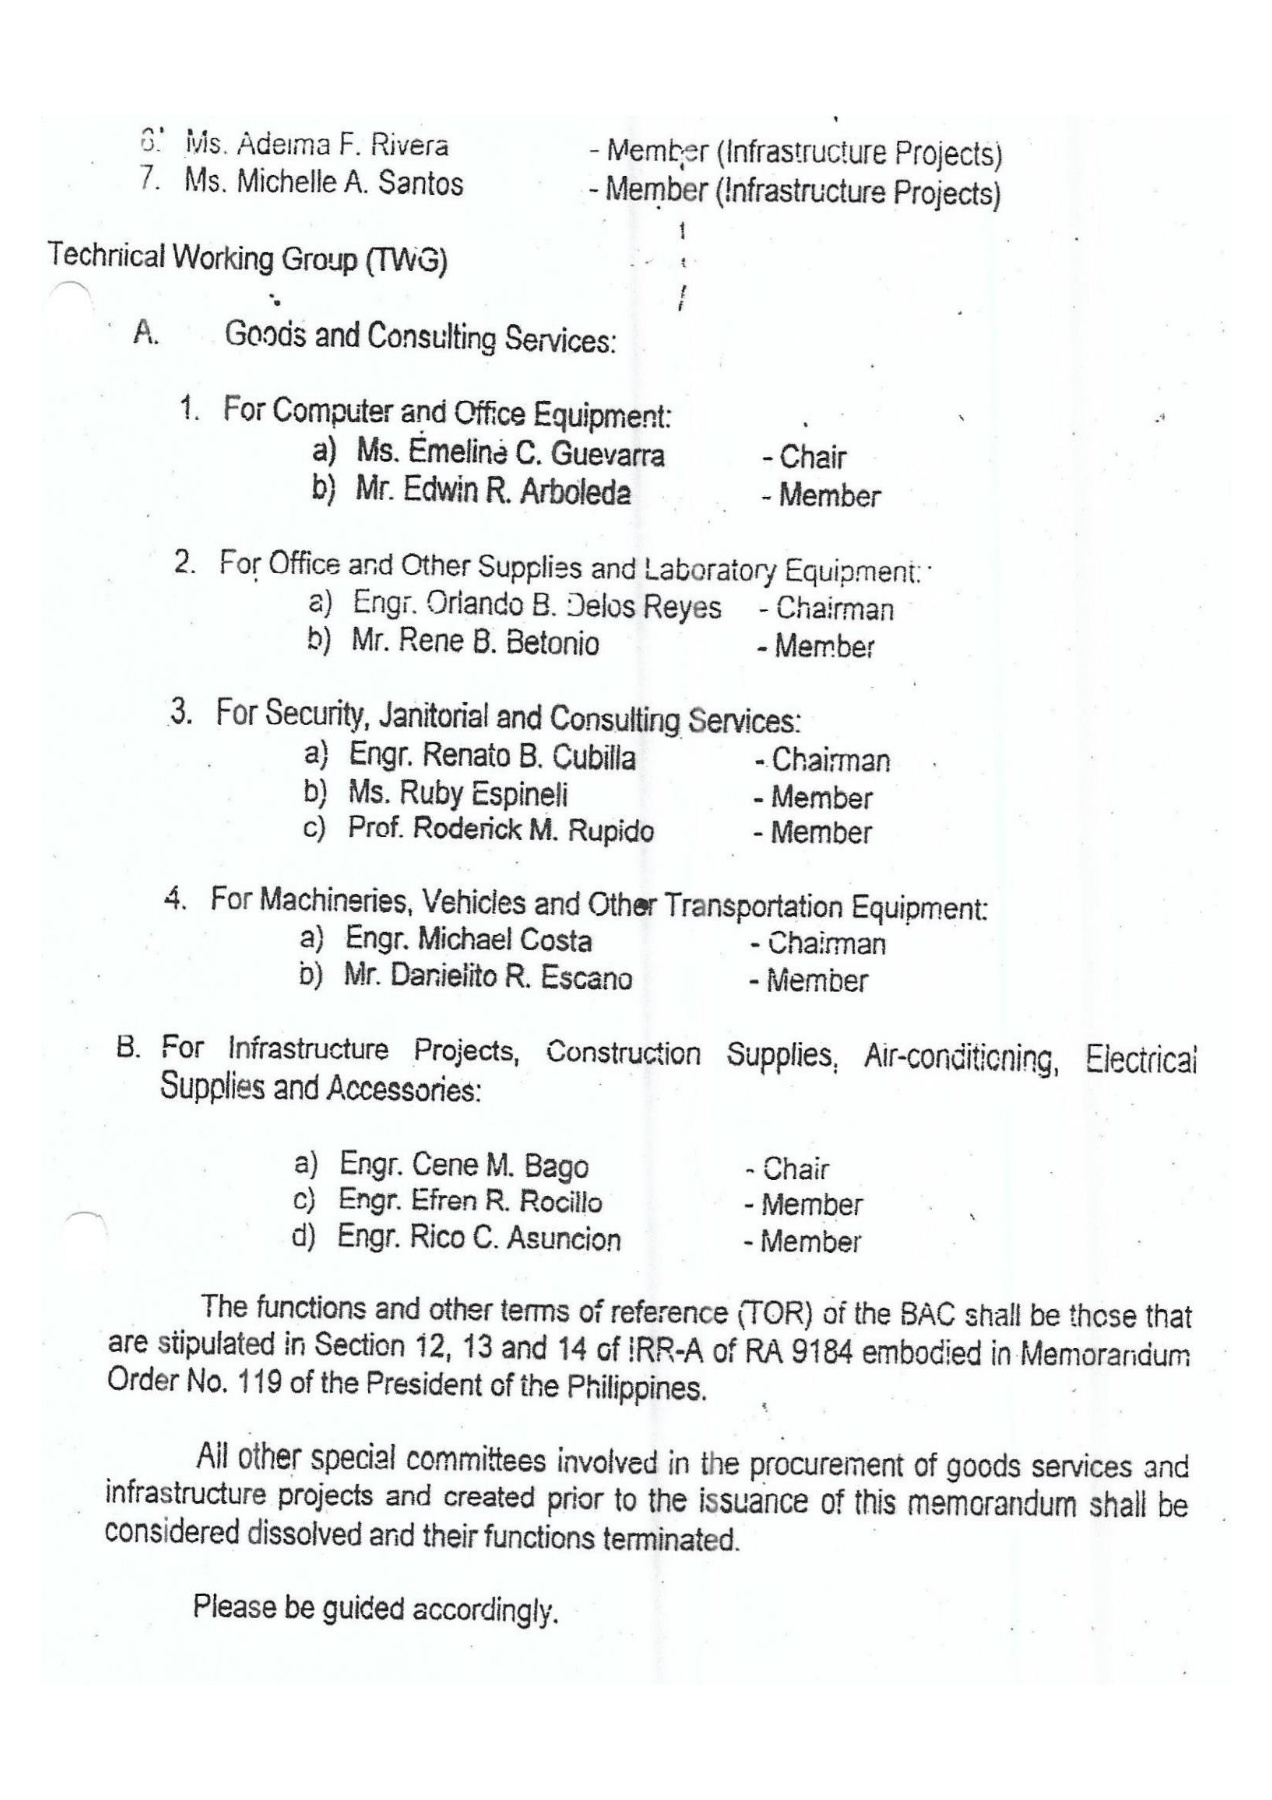 6. Ms. Adelma F. Rivera - Member (Infrastructure Projects)
7. Ms. Michelle A. Santos - Member (Infrastructure Projects)
Technical Working Group (TWG)
A. Goods and Consulting Services:
1. For Computer and Office Equipment:
a) Ms. Emeline C. Guevarra - Chair
b) Mr. Edwin R. Arboleda - Member
2. For Office and Other Supplies and Laboratory Equipment:
a) Engr. Orlando B. Delos Reyes - Chairman
b) Mr. Rene B. Betonio - Member
3. For Security, Janitorial and Consulting Services:
a) Engr. Renato B. Cubilla - Chairman
b) Ms. Ruby Espineli - Member
c) Prof. Roderick M. Rupido - Member
4. For Machineries, Vehicles and Other Transportation Equipment:
a) Engr. Michael Costa - Chairman
b) Mr. Danielito R. Escano - Member
B. For Infrastructure Projects, Construction Supplies, Air-conditioning, Electrical
Supplies and Accessories:
a) Engr. Cene M. Bago - Chair
c) Engr. Efren R. Rocillo - Member
d) Engr. Rico C. Asuncion - Member
The functions and other terms of reference (TOR) of the BAC shall be those that
are stipulated in Section 12, 13 and 14 of IRR-A of RA 9184 embodied in Memorandum
Order No. 119 of the President of the Philippines.
All other special committees involved in the procurement of goods services and
infrastructure projects and created prior to the issuance of this memorandum shall be
considered dissolved and their functions terminated.
Please be guided accordingly.